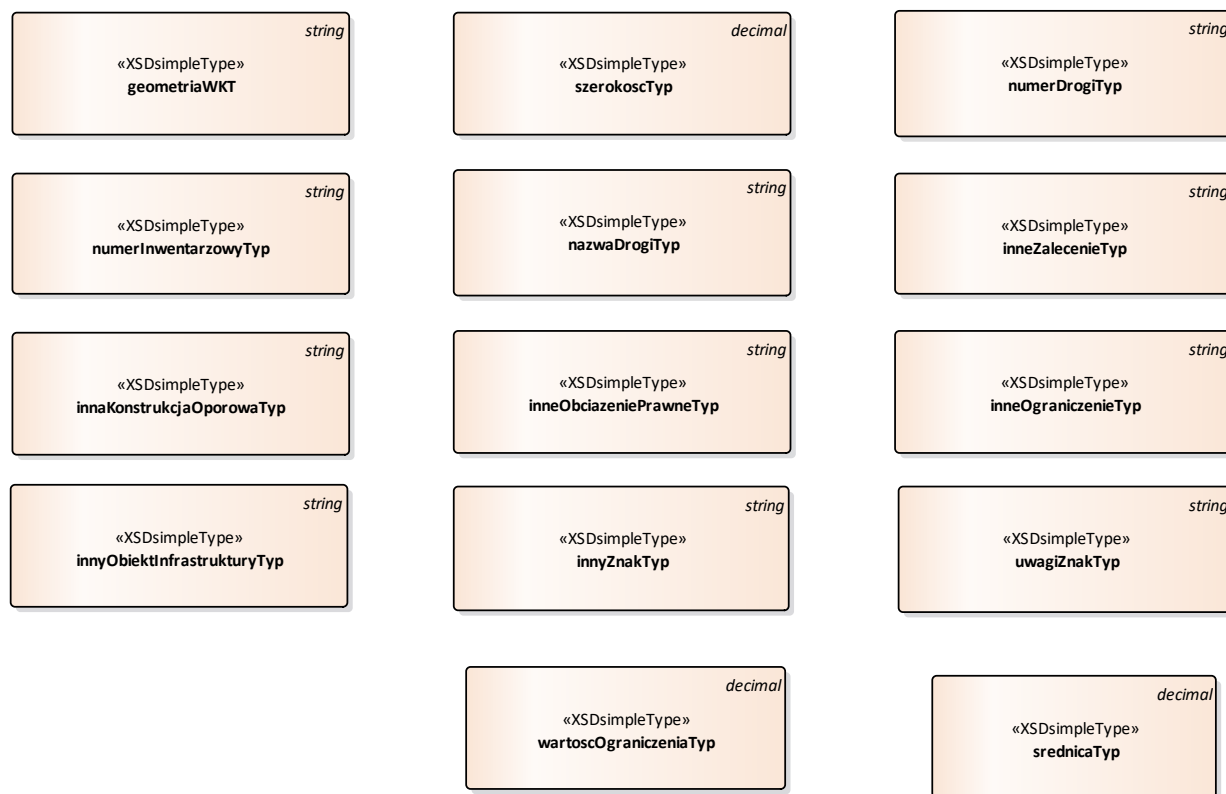 string
«XSDsimpleType»
geometriaWKT
decimal
«XSDsimpleType»
szerokoscTyp
string
«XSDsimpleType»
numerDrogiTyp
string
«XSDsimpleType»
numerInwentarzowyTyp
string
«XSDsimpleType»
nazwaDrogiTyp
string
«XSDsimpleType»
inneZalecenieTyp
string
«XSDsimpleType»
innaKonstrukcjaOporowaTyp
string
«XSDsimpleType»
inneObciazeniePrawneTyp
string
«XSDsimpleType»
inneOgraniczenieTyp
string
«XSDsimpleType»
innyObiektInfrastrukturyTyp
string
«XSDsimpleType»
innyZnakTyp
string
«XSDsimpleType»
uwagiZnakTyp
decimal
«XSDsimpleType»
wartoscOgraniczeniaTyp
decimal
«XSDsimpleType»
srednicaTyp